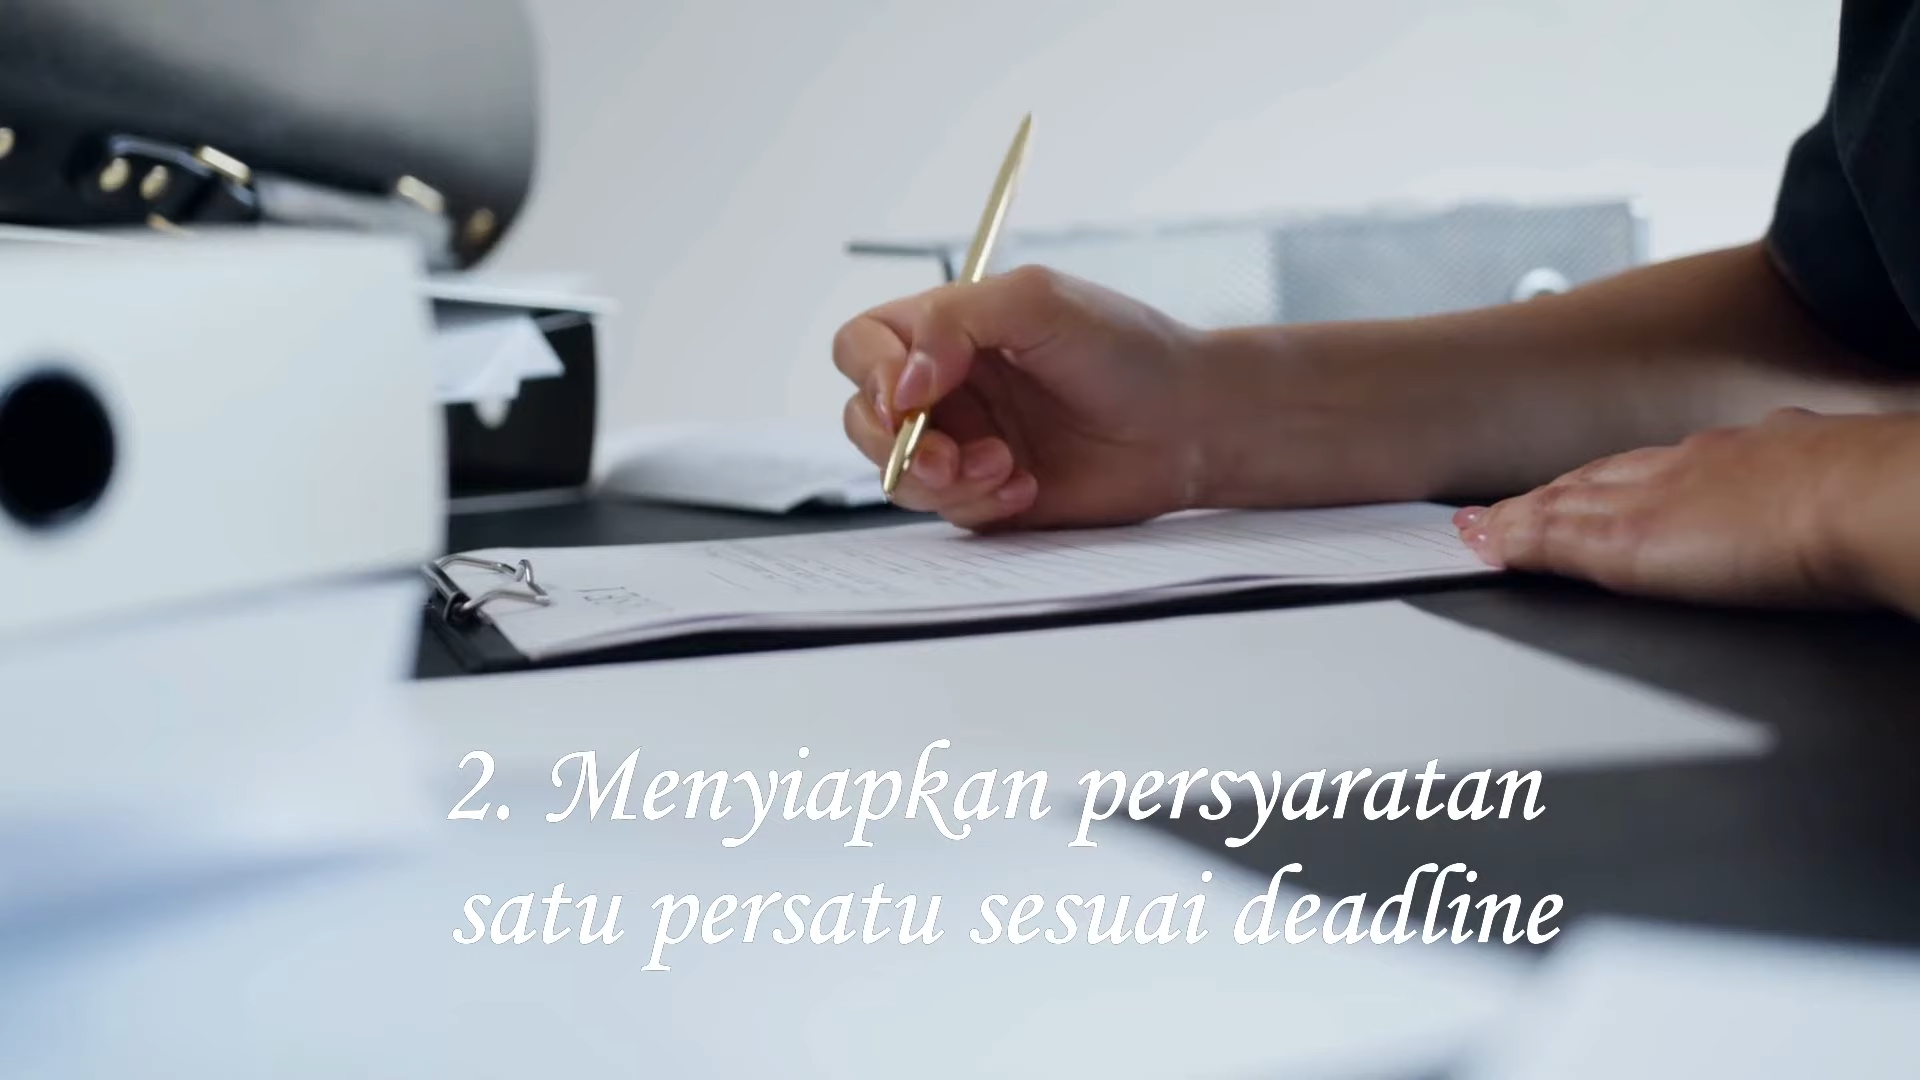 2. Menyiapkan persyaratan
satu persatu sesuai deadline